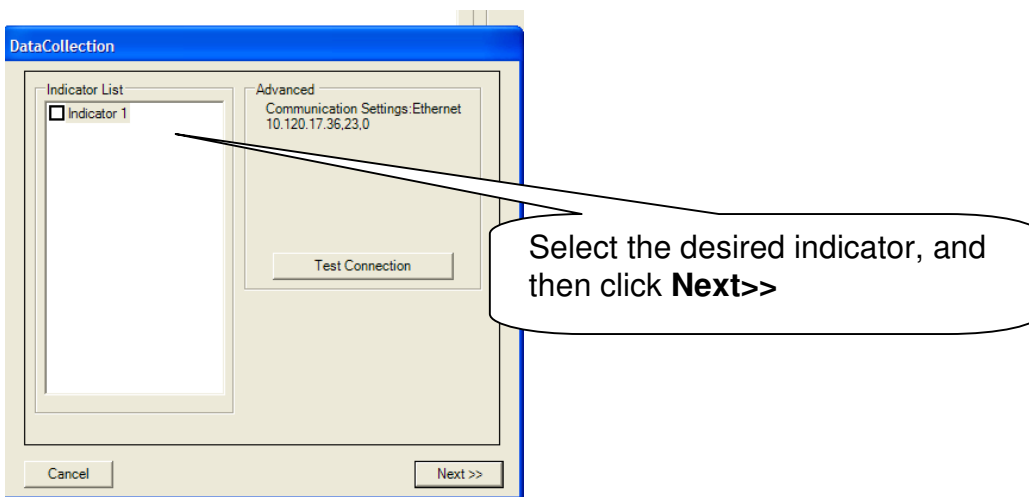 DataCollection
Indicator List
Indicator 1
Advanced
Communication Settings:Ethernet
10.120.17.36,23,0
Test Connection
Select the desired indicator, and
then click Next>>
Cancel
Next >>